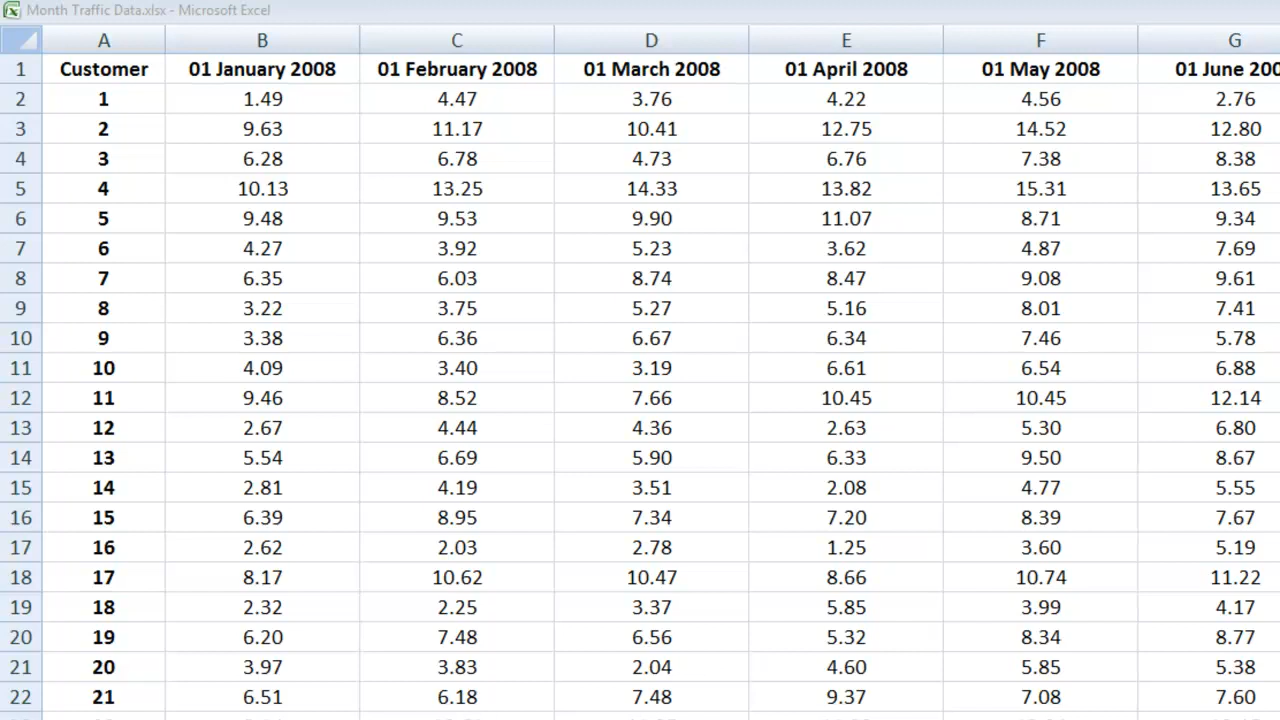 Month Traffic Data.xlsx - Microsoft Excel
A B C D E F G
1 Customer 01 January 2008 01 February 2008 01 March 2008 01 April 2008 01 May 2008 01 June 200
2 1 1.49 4.47 3.76 4.22 4.56 2.76
3 2 9.63 11.17 10.41 12.75 14.52 12.80
4 3 6.28 6.78 4.73 6.76 7.38 8.38
5 4 10.13 13.25 14.33 13.82 15.31 13.65
6 5 9.48 9.53 9.90 11.07 8.71 9.34
7 6 4.27 3.92 5.23 3.62 4.87 7.69
8 7 6.35 6.03 8.74 8.47 9.08 9.61
9 8 3.22 3.75 5.27 5.16 8.01 7.41
10 9 3.38 6.36 6.67 6.34 7.46 5.78
11 10 4.09 3.40 3.19 6.61 6.54 6.88
12 11 9.46 8.52 7.66 10.45 10.45 12.14
13 12 2.67 4.44 4.36 2.63 5.30 6.80
14 13 5.54 6.69 5.90 6.33 9.50 8.67
15 14 2.81 4.19 3.51 2.08 4.77 5.55
16 15 6.39 8.95 7.34 7.20 8.39 7.67
17 16 2.62 2.03 2.78 1.25 3.60 5.19
18 17 8.17 10.62 10.47 8.66 10.74 11.22
19 18 2.32 2.25 3.37 5.85 3.99 4.17
20 19 6.20 7.48 6.56 5.32 8.34 8.77
21 20 3.97 3.83 2.04 4.60 5.85 5.38
22 21 6.51 6.18 7.48 9.37 7.08 7.60